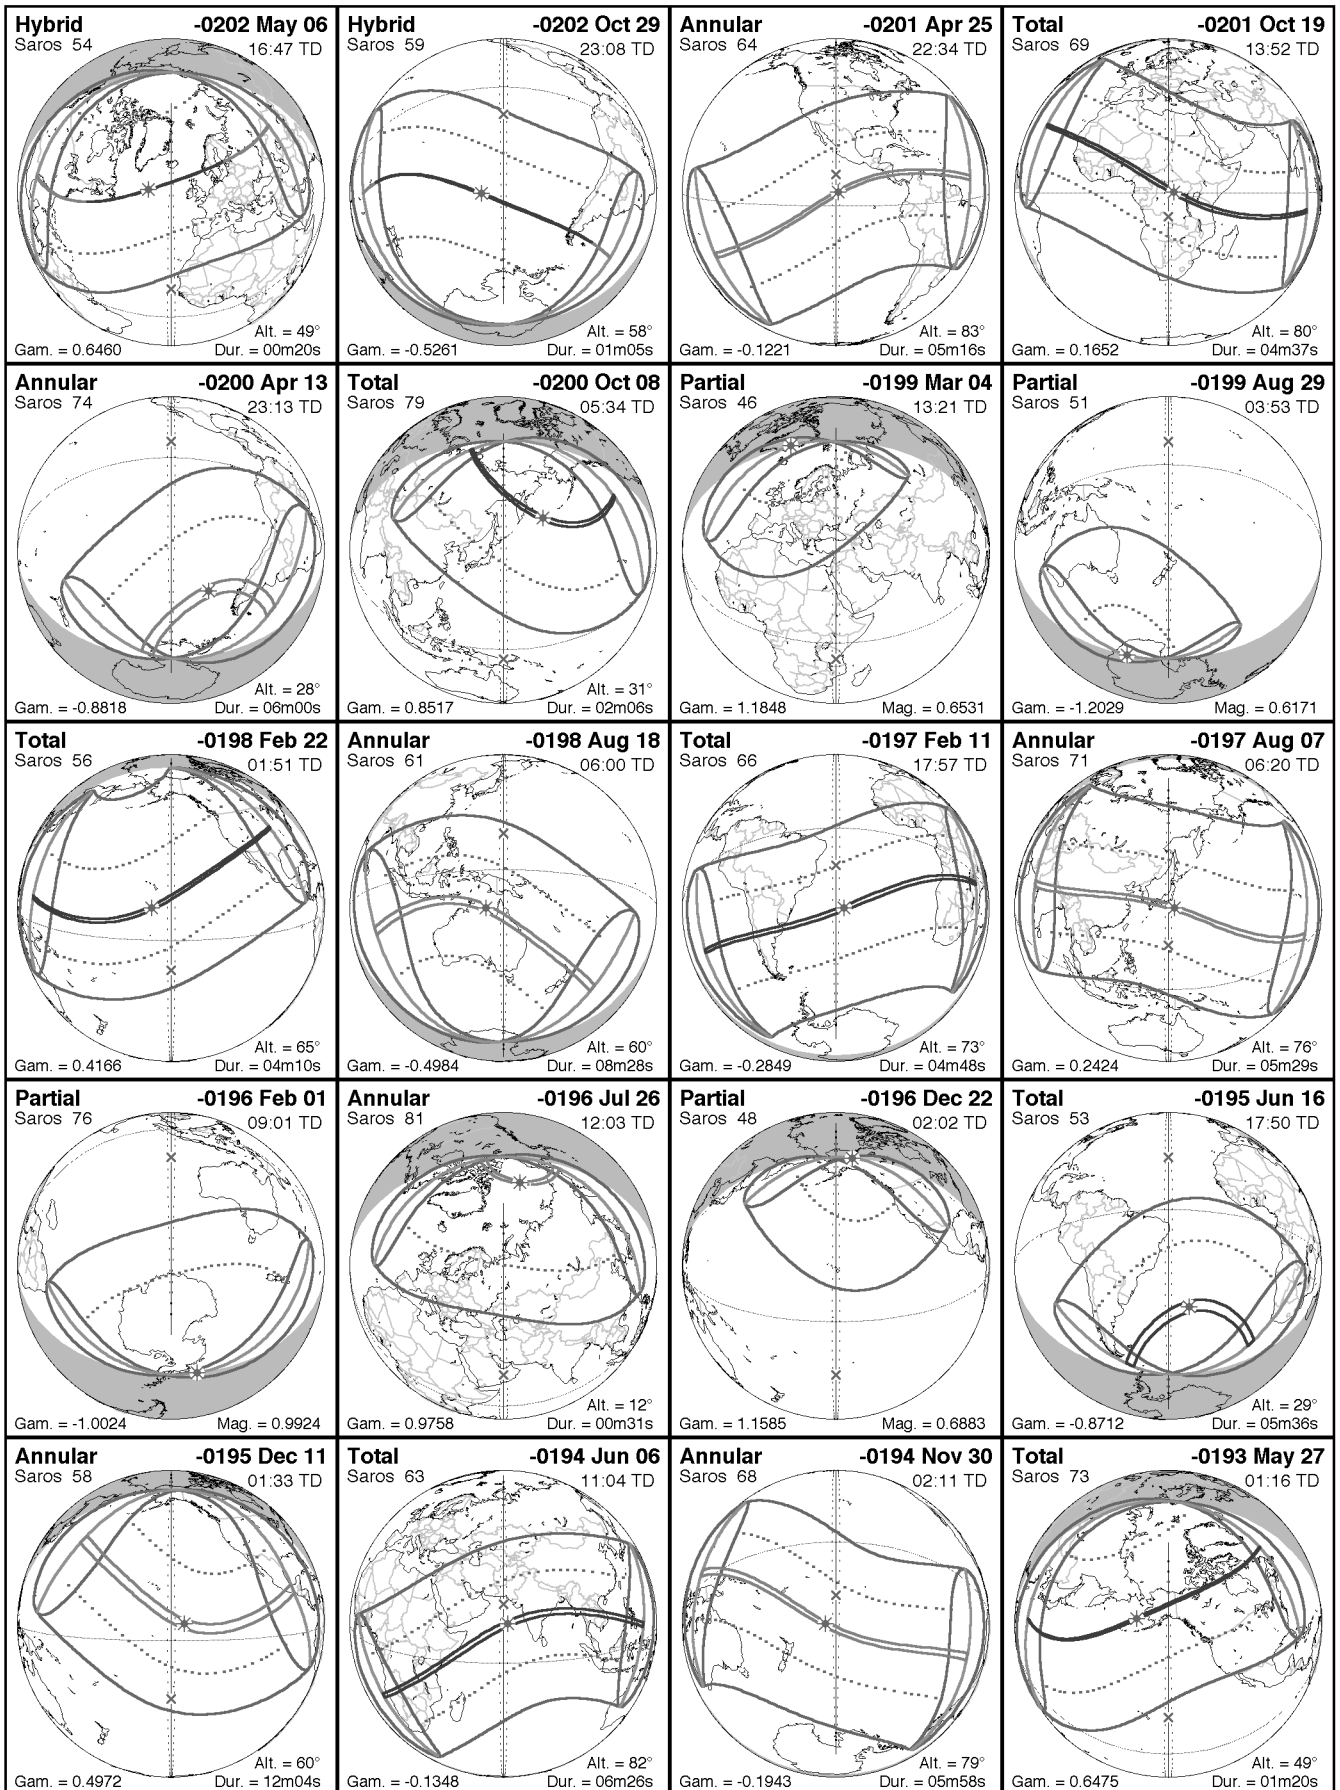 Hybrid -0202 May 06
Saros 54 16:47 TD
Alt. = 49°
Gam. = 0.6460 Dur. = 00m20s
Hybrid -0202 Oct 29
Saros 59 23:08 TD
Alt. = 58°
Gam. = -0.5261 Dur. = 01m05s
Annular -0201 Apr 25
Saros 64 22:34 TD
Alt. = 83°
Gam. = -0.1221 Dur. = 05m16s
Total -0201 Oct 19
Saros 69 13:52 TD
Alt. = 80°
Gam. = 0.1652 Dur. = 04m37s
Annular -0200 Apr 13
Saros 74 23:13 TD
Alt. = 28°
Gam. = -0.8818 Dur. = 06m00s
Total -0200 Oct 08
Saros 79 05:34 TD
Alt. = 31°
Gam. = 0.8517 Dur. = 02m06s
Partial -0199 Mar 04
Saros 46 13:21 TD
Gam. = 1.1848 Mag. = 0.6531
Partial -0199 Aug 29
Saros 51 03:53 TD
Gam. = -1.2029 Mag. = 0.6171
Total -0198 Feb 22
Saros 56 01:51 TD
Alt. = 65°
Gam. = 0.4166 Dur. = 04m10s
Annular -0198 Aug 18
Saros 61 06:00 TD
Alt. = 60°
Gam. = -0.4984 Dur. = 08m28s
Total -0197 Feb 11
Saros 66 17:57 TD
Alt. = 73°
Gam. = -0.2849 Dur. = 04m48s
Annular -0197 Aug 07
Saros 71 06:20 TD
Alt. = 76°
Gam. = 0.2424 Dur. = 05m29s
Partial -0196 Feb 01
Saros 76 09:01 TD
Gam. = -1.0024 Mag. = 0.9924
Annular -0196 Jul 26
Saros 81 12:03 TD
Alt. = 12°
Gam. = 0.9758 Dur. = 00m31s
Partial -0196 Dec 22
Saros 48 02:02 TD
Gam. = 1.1585 Mag. = 0.6883
Total -0195 Jun 16
Saros 53 17:50 TD
Alt. = 29°
Gam. = -0.8712 Dur. = 05m36s
Annular -0195 Dec 11
Saros 58 01:33 TD
Alt. = 60°
Gam. = 0.4972 Dur. = 12m04s
Total -0194 Jun 06
Saros 63 11:04 TD
Alt. = 82°
Gam. = -0.1348 Dur. = 06m26s
Annular -0194 Nov 30
Saros 68 02:11 TD
Alt. = 79°
Gam. = -0.1943 Dur. = 05m58s
Total -0193 May 27
Saros 73 01:16 TD
Alt. = 49°
Gam. = 0.6475 Dur. = 01m20s